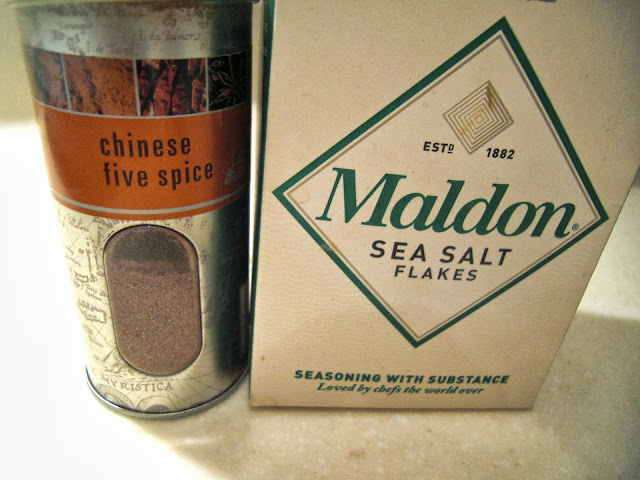 chinese
five spice
MYRISTICA
ESTD 1882
Maldon®
SEA SALT
FLAKES
SEASONING WITH SUBSTANCE
Loved by chefs the world over